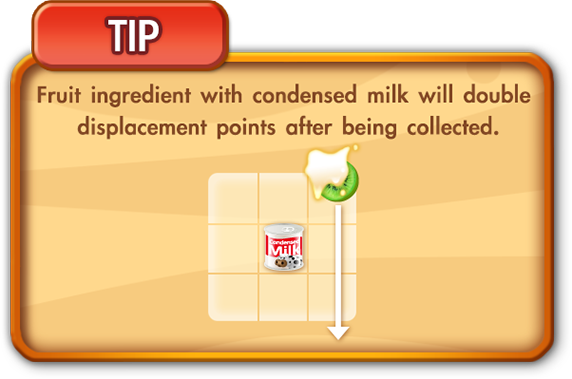 TIP
Fruit ingredient with condensed milk will double
displacement points after being collected.
Condensed
Milk